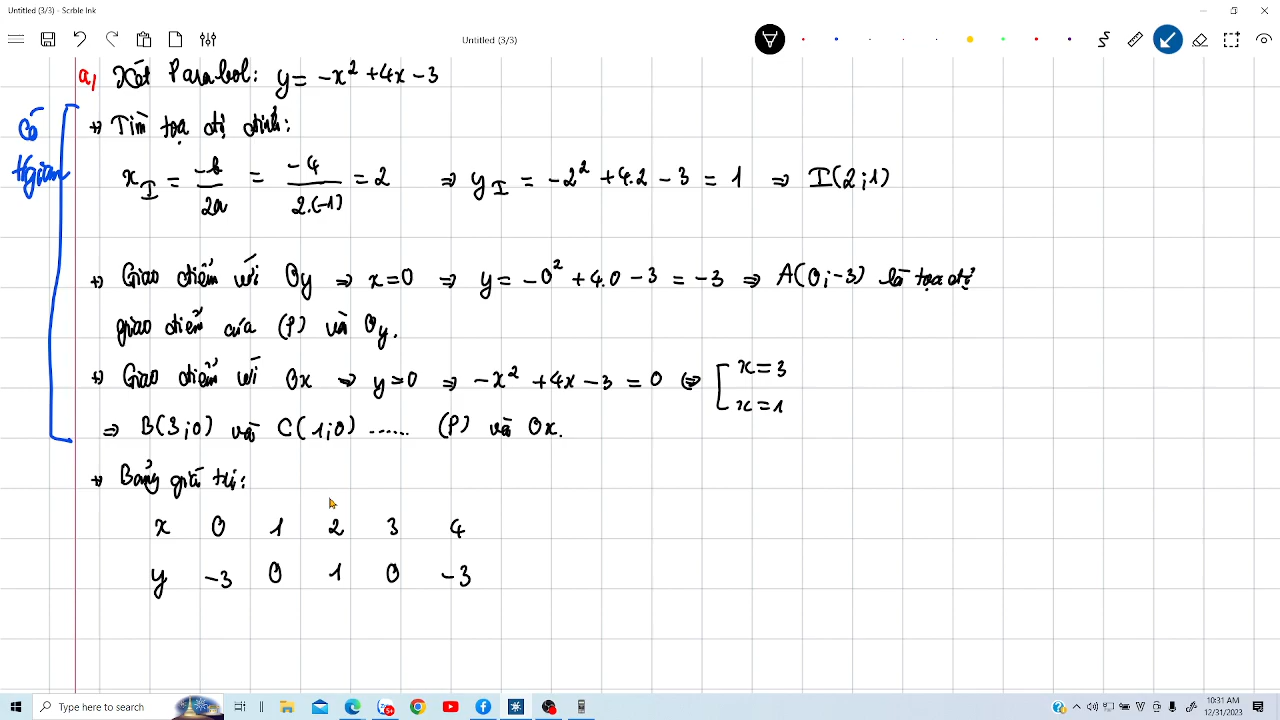 Untitled (3/3) - Scrble Ink
Untitled (3/3)
a, Xét Parabol: y = -x² + 4x - 3
Có
thgian
→ Tìm tọa độ đỉnh:
x_I = -b/2a = -4/2.(-1) = 2 ⇒ y_I = -2² + 4.2 - 3 = 1 ⇒ I(2;1)
→ Giao điểm với Oy ⇒ x=0 ⇒ y = -0² + 4.0 - 3 = -3 ⇒ A(0;-3) là tọa độ
giao điểm của (P) và Oy.
→ Giao điểm với Ox ⇒ y=0 ⇒ -x² + 4x - 3 = 0 ⇔ [ x=3
x=1
⇒ B(3;0) và C(1;0) ...... (P) và Ox.
→ Bảng giá trị:
x 0 1 2 3 4
y -3 0 1 0 -3
Type here to search
10:31 AM
12/31/2023